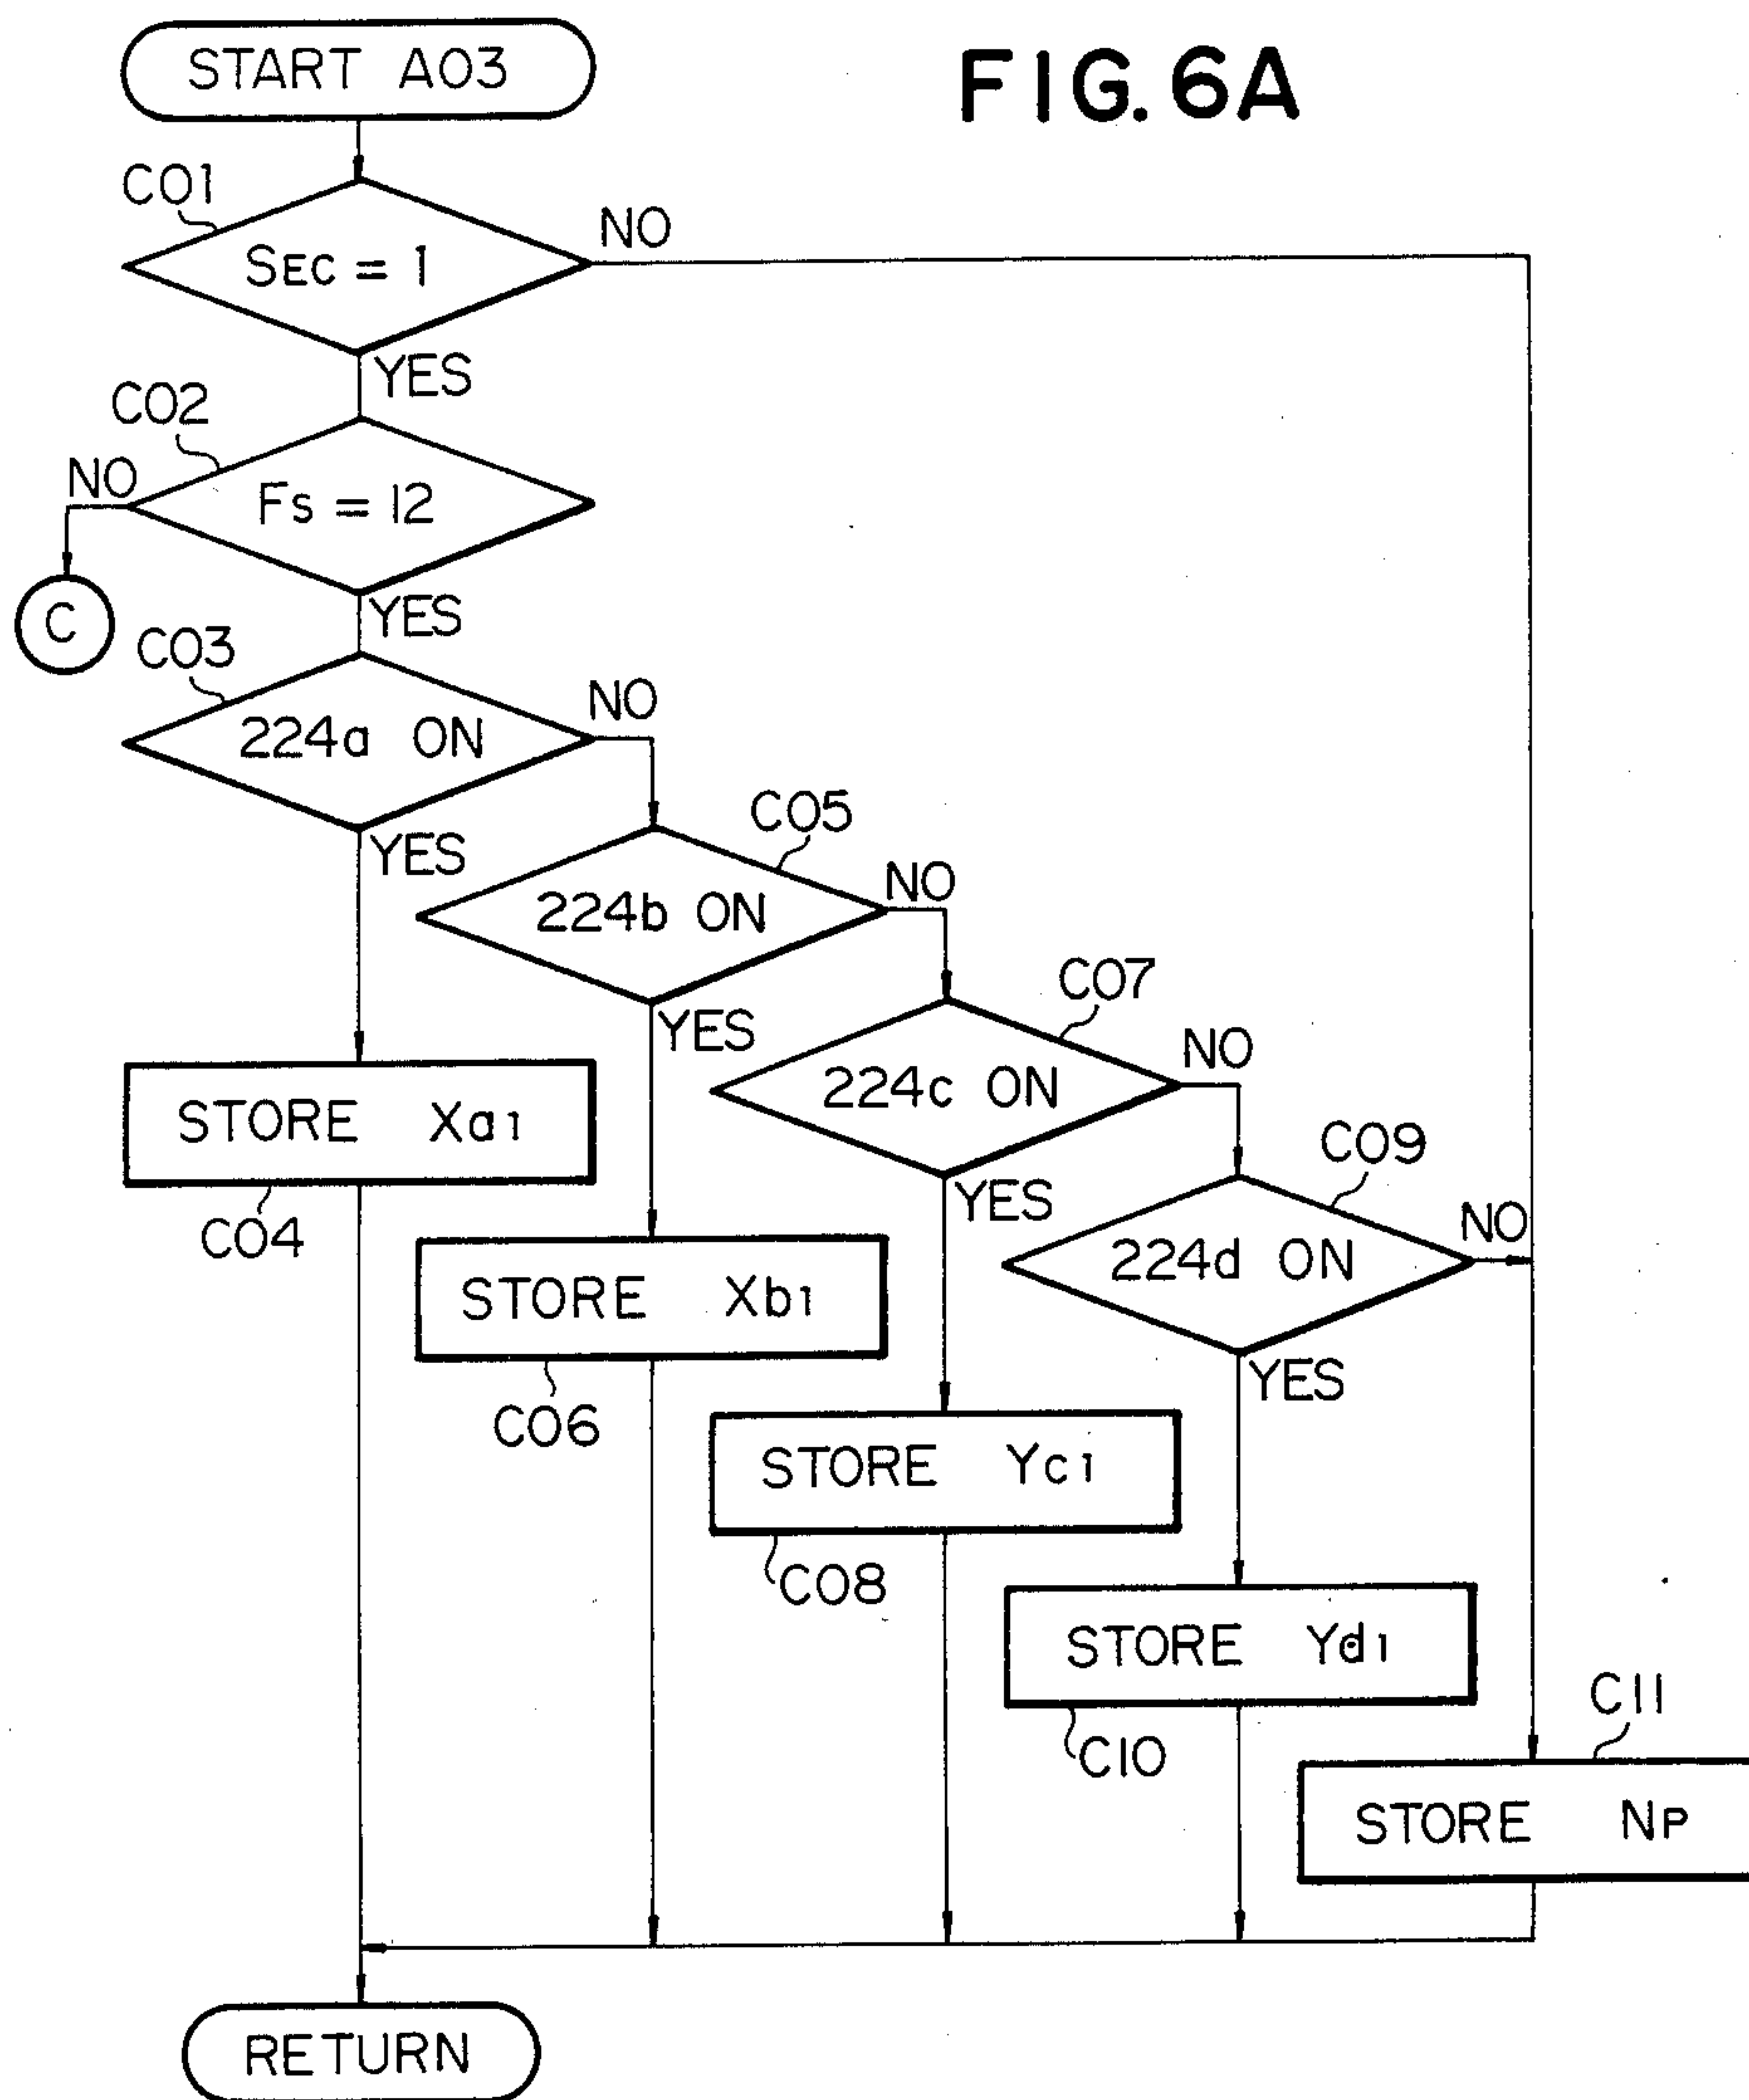 START A03
FIG. 6A
C01
NO
SEC = 1
YES
C02
NO
Fs = 12
C
YES
C03
NO
224a ON
YES
C05
NO
224b ON
YES
C07
NO
224c ON
YES
C09
NO
224d ON
YES
STORE Xa1
C04
STORE Xb1
C06
STORE Yc1
C08
STORE Yd1
C10
C11
STORE NP
RETURN